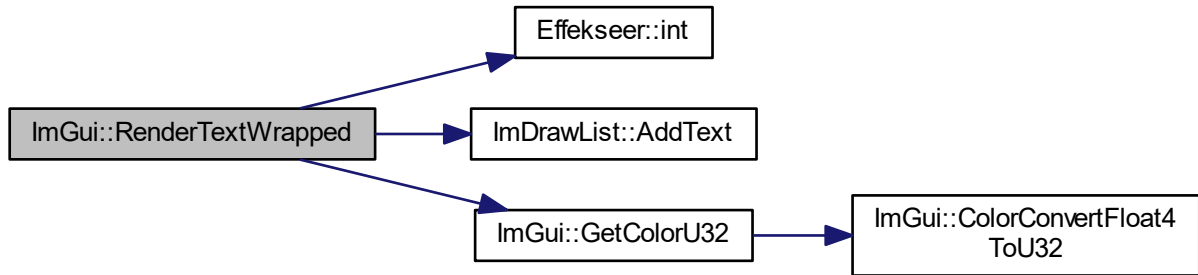 Effekseer::int
ImGui::RenderTextWrapped
ImDrawList::AddText
ImGui::GetColorU32
ImGui::ColorConvertFloat4
ToU32